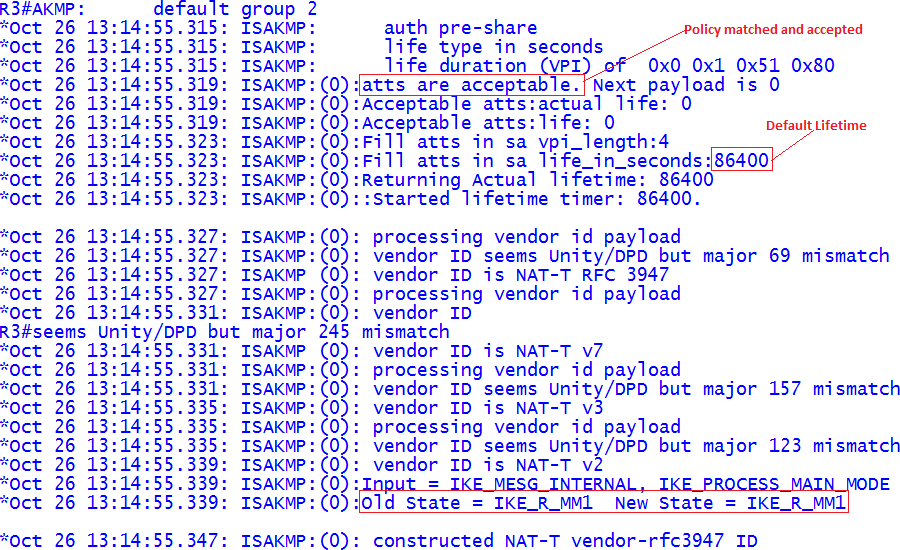 R3#AKMP:      default group 2
*Oct 26 13:14:55.315: ISAKMP:      auth pre-share
Policy matched and accepted
*Oct 26 13:14:55.315: ISAKMP:      life type in seconds
*Oct 26 13:14:55.315: ISAKMP:      life duration (VPI) of  0x0 0x1 0x51 0x80
*Oct 26 13:14:55.319: ISAKMP:(0):atts are acceptable. Next payload is 0
*Oct 26 13:14:55.319: ISAKMP:(0):Acceptable atts:actual life: 0
*Oct 26 13:14:55.319: ISAKMP:(0):Acceptable atts:life: 0
Default Lifetime
*Oct 26 13:14:55.323: ISAKMP:(0):Fill atts in sa vpi_length:4
*Oct 26 13:14:55.323: ISAKMP:(0):Fill atts in sa life_in_seconds:86400
*Oct 26 13:14:55.323: ISAKMP:(0):Returning Actual lifetime: 86400
*Oct 26 13:14:55.323: ISAKMP:(0)::Started lifetime timer: 86400.
*Oct 26 13:14:55.327: ISAKMP:(0): processing vendor id payload
*Oct 26 13:14:55.327: ISAKMP:(0): vendor ID seems Unity/DPD but major 69 mismatch
*Oct 26 13:14:55.327: ISAKMP (0): vendor ID is NAT-T RFC 3947
*Oct 26 13:14:55.327: ISAKMP:(0): processing vendor id payload
*Oct 26 13:14:55.331: ISAKMP:(0): vendor ID
R3#seems Unity/DPD but major 245 mismatch
*Oct 26 13:14:55.331: ISAKMP (0): vendor ID is NAT-T v7
*Oct 26 13:14:55.331: ISAKMP:(0): processing vendor id payload
*Oct 26 13:14:55.331: ISAKMP:(0): vendor ID seems Unity/DPD but major 157 mismatch
*Oct 26 13:14:55.335: ISAKMP:(0): vendor ID is NAT-T v3
*Oct 26 13:14:55.335: ISAKMP:(0): processing vendor id payload
*Oct 26 13:14:55.335: ISAKMP:(0): vendor ID seems Unity/DPD but major 123 mismatch
*Oct 26 13:14:55.339: ISAKMP:(0): vendor ID is NAT-T v2
*Oct 26 13:14:55.339: ISAKMP:(0):Input = IKE_MESG_INTERNAL, IKE_PROCESS_MAIN_MODE
*Oct 26 13:14:55.339: ISAKMP:(0):Old State = IKE_R_MM1  New State = IKE_R_MM1
*Oct 26 13:14:55.347: ISAKMP:(0): constructed NAT-T vendor-rfc3947 ID